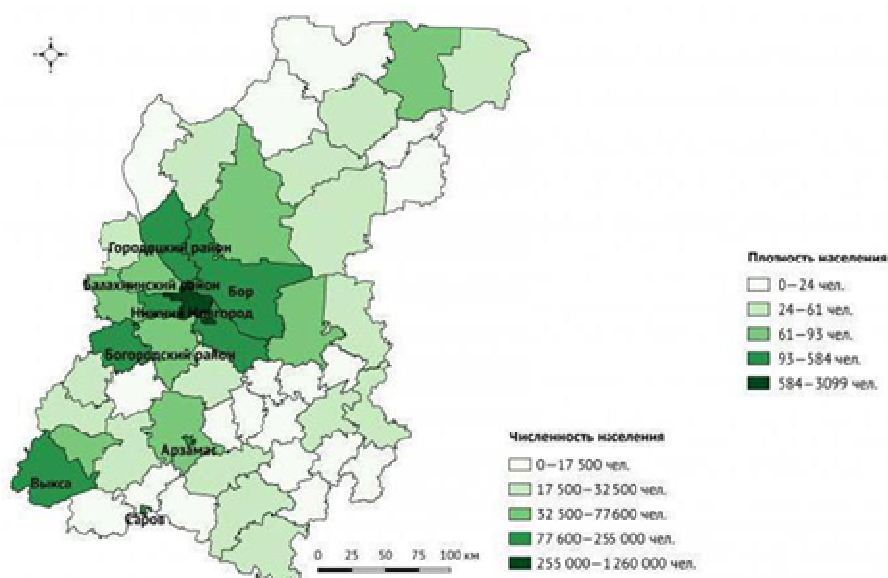 Городецкий район
Балахнинский район
Бор
Нижний Новгород
Богородский район
Арзамас
Выкса
Саров
0 25 50 75 100 км
Плотность населения
0—24 чел.
24—61 чел.
61—93 чел.
93—584 чел.
584—3099 чел.
Численность населения
0—17 500 чел.
17 500—32 500 чел.
32 500—77 600 чел.
77 600—255 000 чел.
255 000—1 260 000 чел.